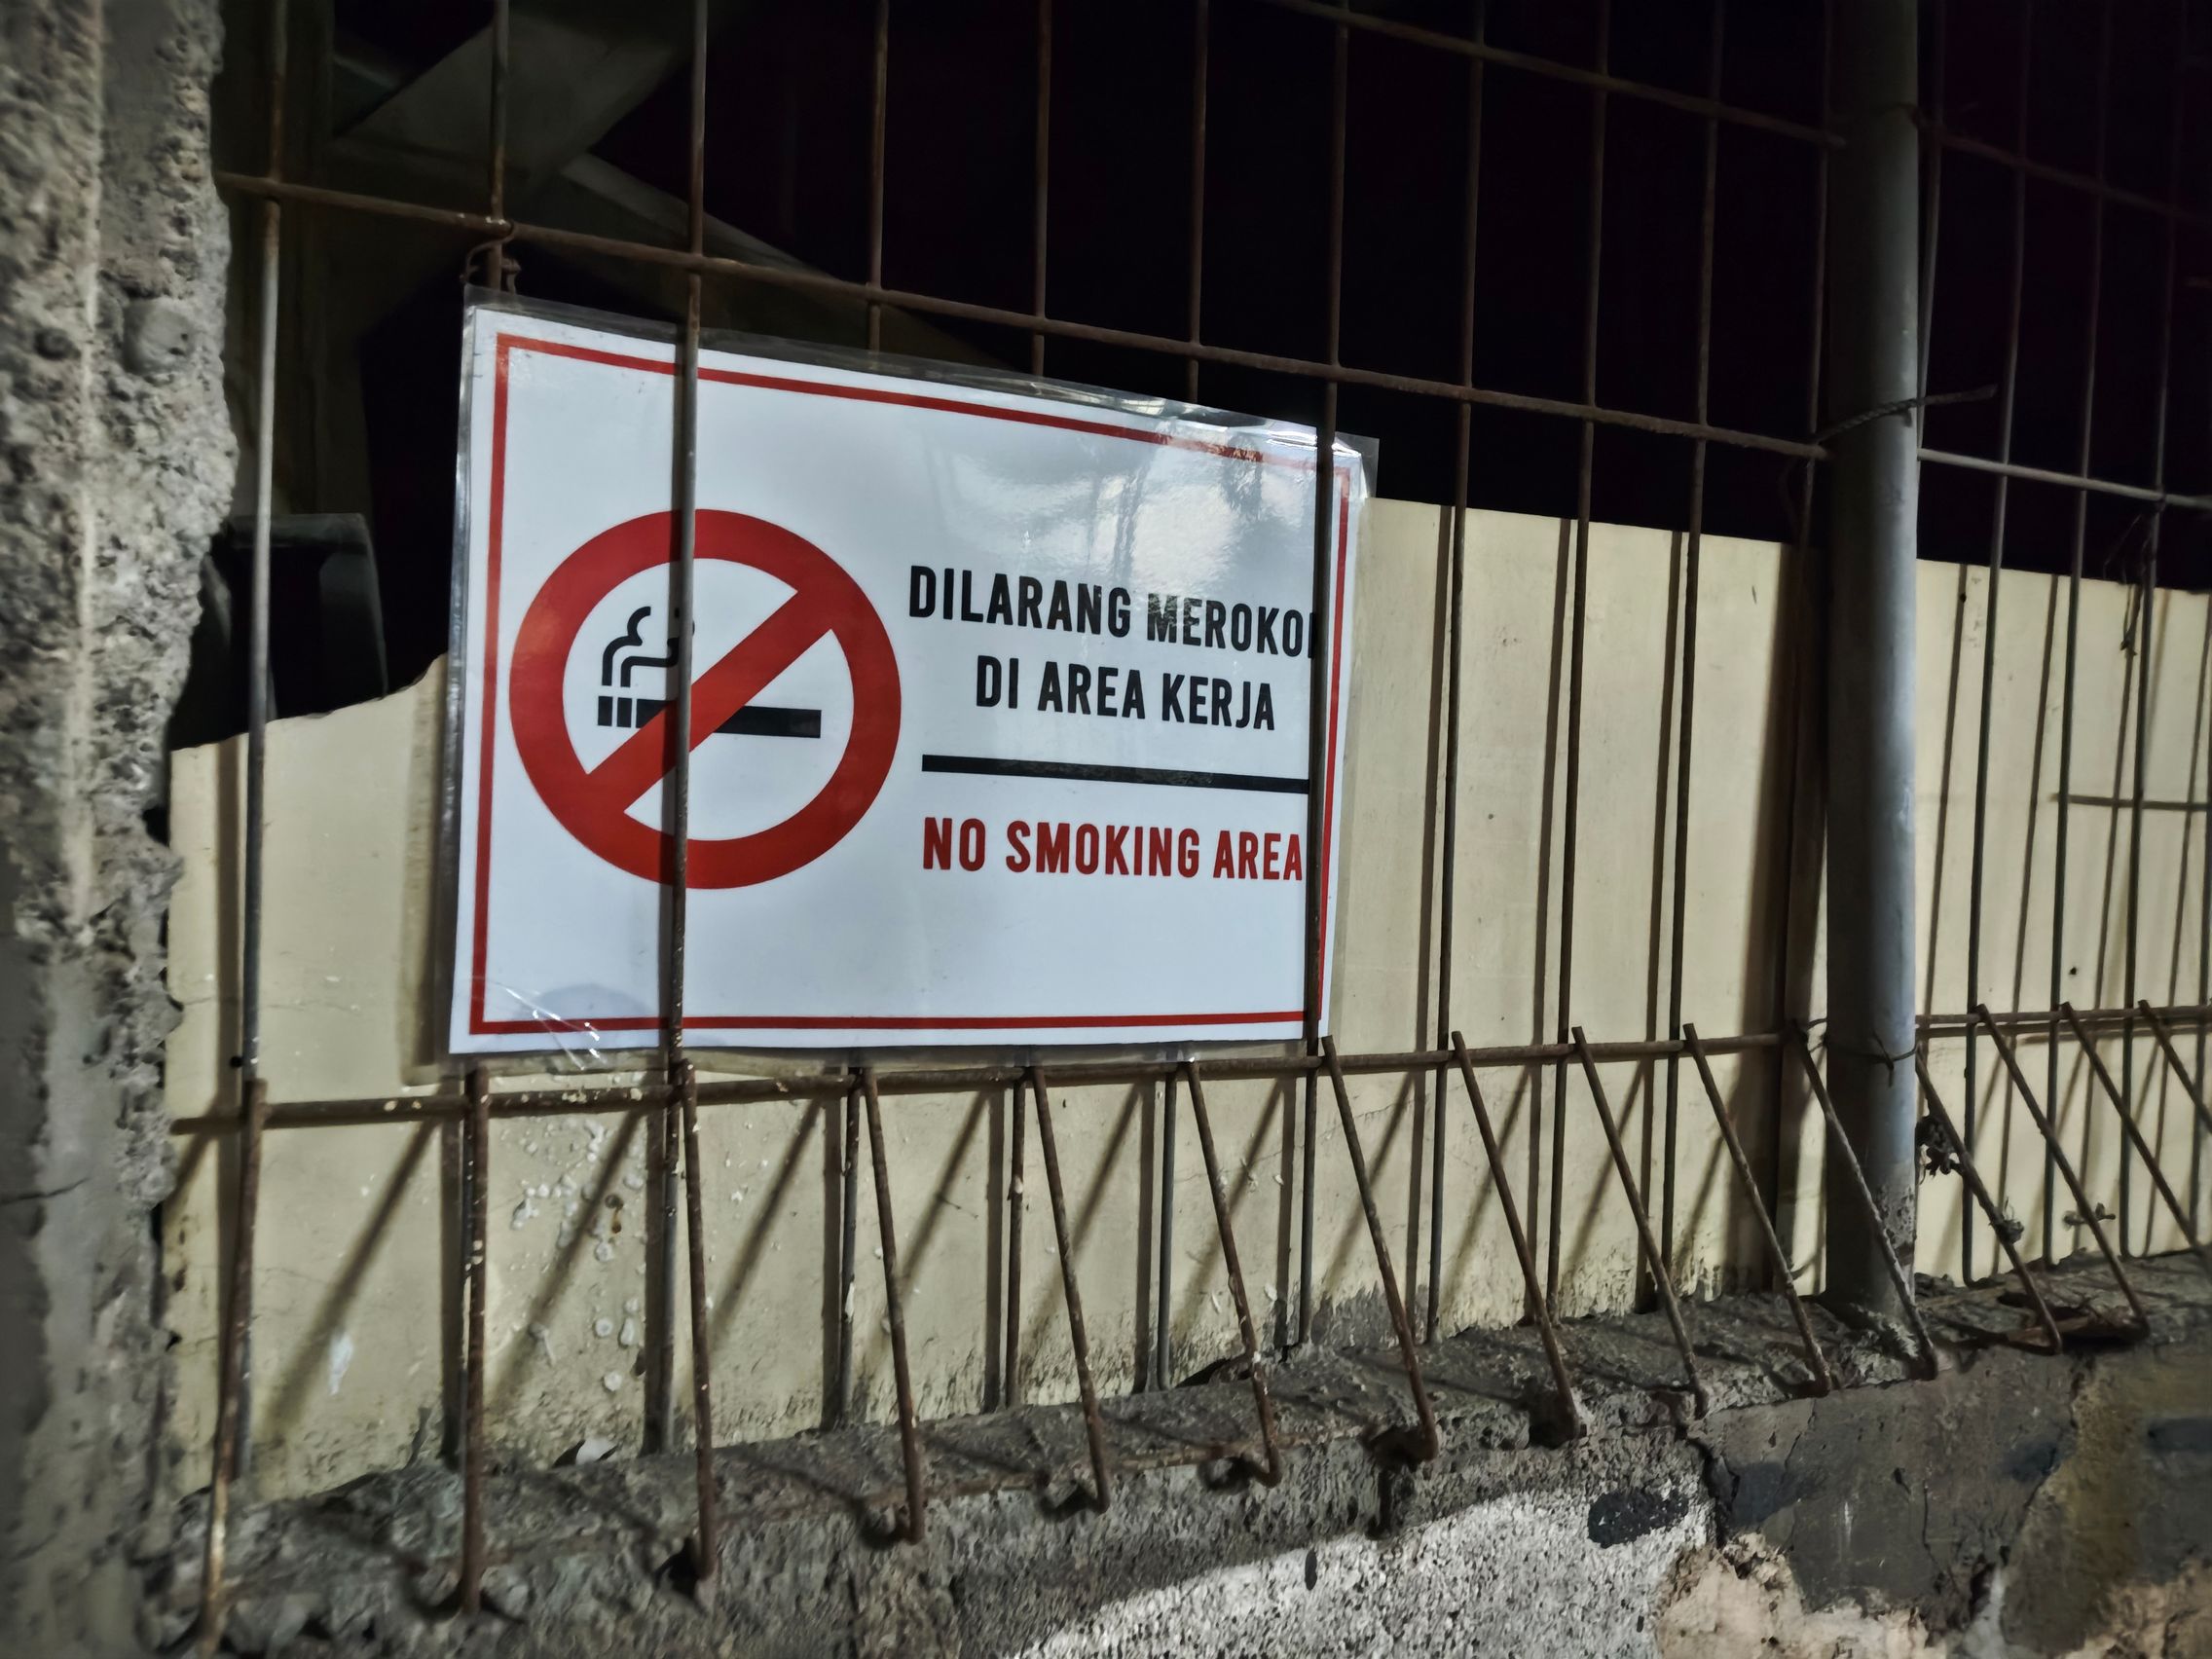 DILARANG MEROKOK
DI AREA KERJA
NO SMOKING AREA